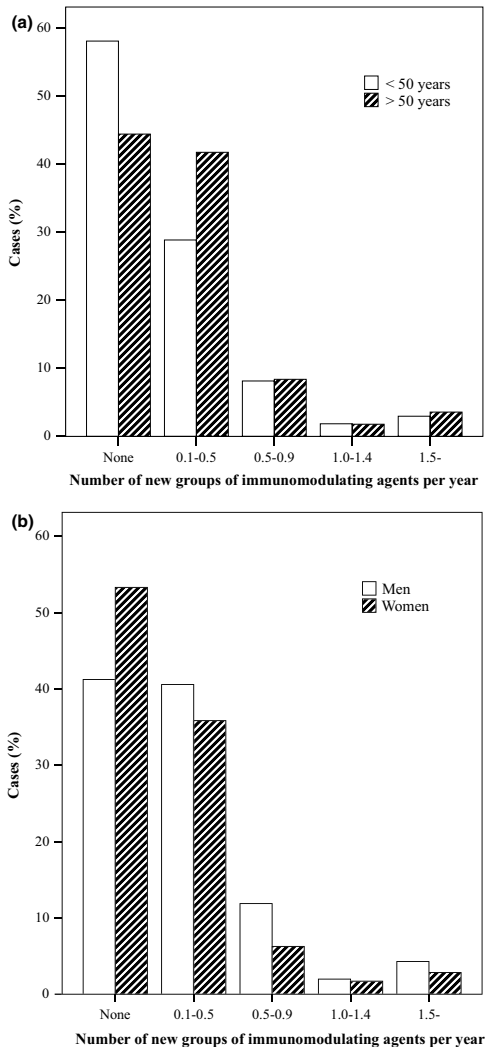 (a)
60
50
40
30
20
10
0
Cases (%)
< 50 years
> 50 years
None 0.1-0.5 0.5-0.9 1.0-1.4 1.5-
Number of new groups of immunomodulating agents per year
(b)
60
50
40
30
20
10
0
Cases (%)
Men
Women
None 0.1-0.5 0.5-0.9 1.0-1.4 1.5-
Number of new groups of immunomodulating agents per year